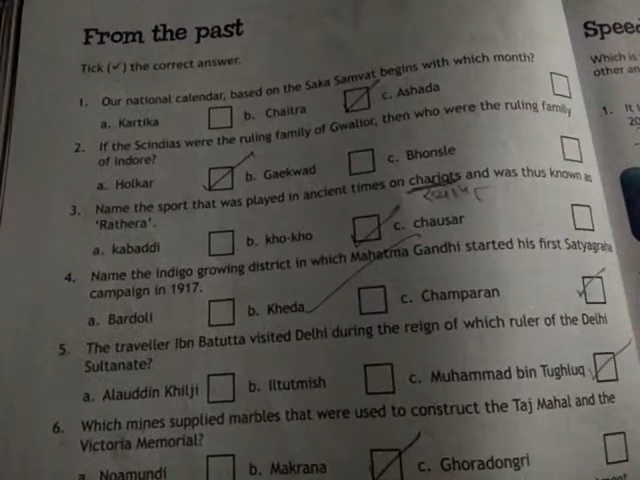 From the past
Tick (✓) the correct answer.
1. Our national calendar, based on the Saka Samvat begins with which month?
a. Kartika b. Chaitra c. Ashada
2. If the Scindias were the ruling family of Gwalior, then who were the ruling family
of Indore?
a. Holkar b. Gaekwad c. Bhonsle
3. Name the sport that was played in ancient times on chariots and was thus known as
'Rathera'.
a. kabaddi b. kho-kho c. chausar
4. Name the indigo growing district in which Mahatma Gandhi started his first Satyagraha
campaign in 1917.
a. Bardoli b. Kheda c. Champaran
5. The traveller Ibn Batutta visited Delhi during the reign of which ruler of the Delhi
Sultanate?
a. Alauddin Khilji b. Iltutmish c. Muhammad bin Tughluq
6. Which mines supplied marbles that were used to construct the Taj Mahal and the
Victoria Memorial?
a. Noamundi b. Makrana c. Ghoradongri
Which is
other an
1. It
20